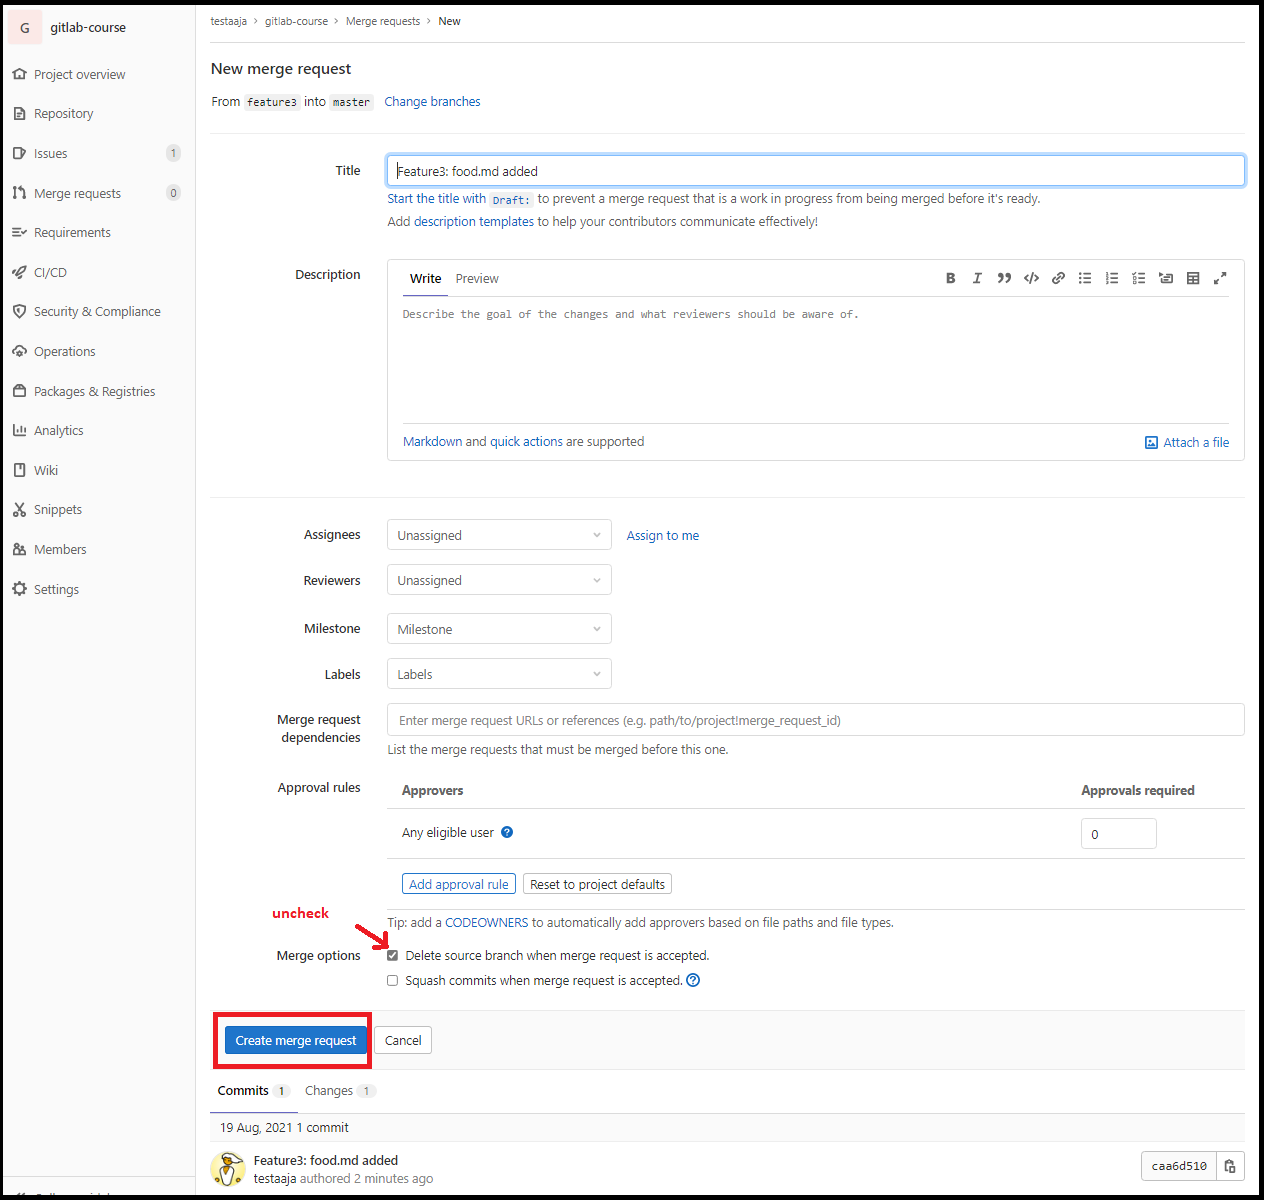 G gitlab-course
Project overview
Repository
Issues 1
Merge requests 0
Requirements
CI/CD
Security & Compliance
Operations
Packages & Registries
Analytics
Wiki
Snippets
Members
Settings
testaaja > gitlab-course > Merge requests > New
New merge request
From feature3 into master Change branches
Title Feature3: food.md added
Start the title with Draft: to prevent a merge request that is a work in progress from being merged before it's ready.
Add description templates to help your contributors communicate effectively!
Description Write Preview
Describe the goal of the changes and what reviewers should be aware of.
Markdown and quick actions are supported Attach a file
Assignees Unassigned Assign to me
Reviewers Unassigned
Milestone Milestone
Labels Labels
Merge request dependencies Enter merge request URLs or references (e.g. path/to/project!merge_request_id)
List the merge requests that must be merged before this one.
Approval rules Approvers Approvals required
Any eligible user ? 0
Add approval rule Reset to project defaults
uncheck
Tip: add a CODEOWNERS to automatically add approvers based on file paths and file types.
Merge options Delete source branch when merge request is accepted.
Squash commits when merge request is accepted. ?
Create merge request Cancel
Commits 1 Changes 1
19 Aug, 2021 1 commit
Feature3: food.md added
testaaja authored 2 minutes ago caa6d510